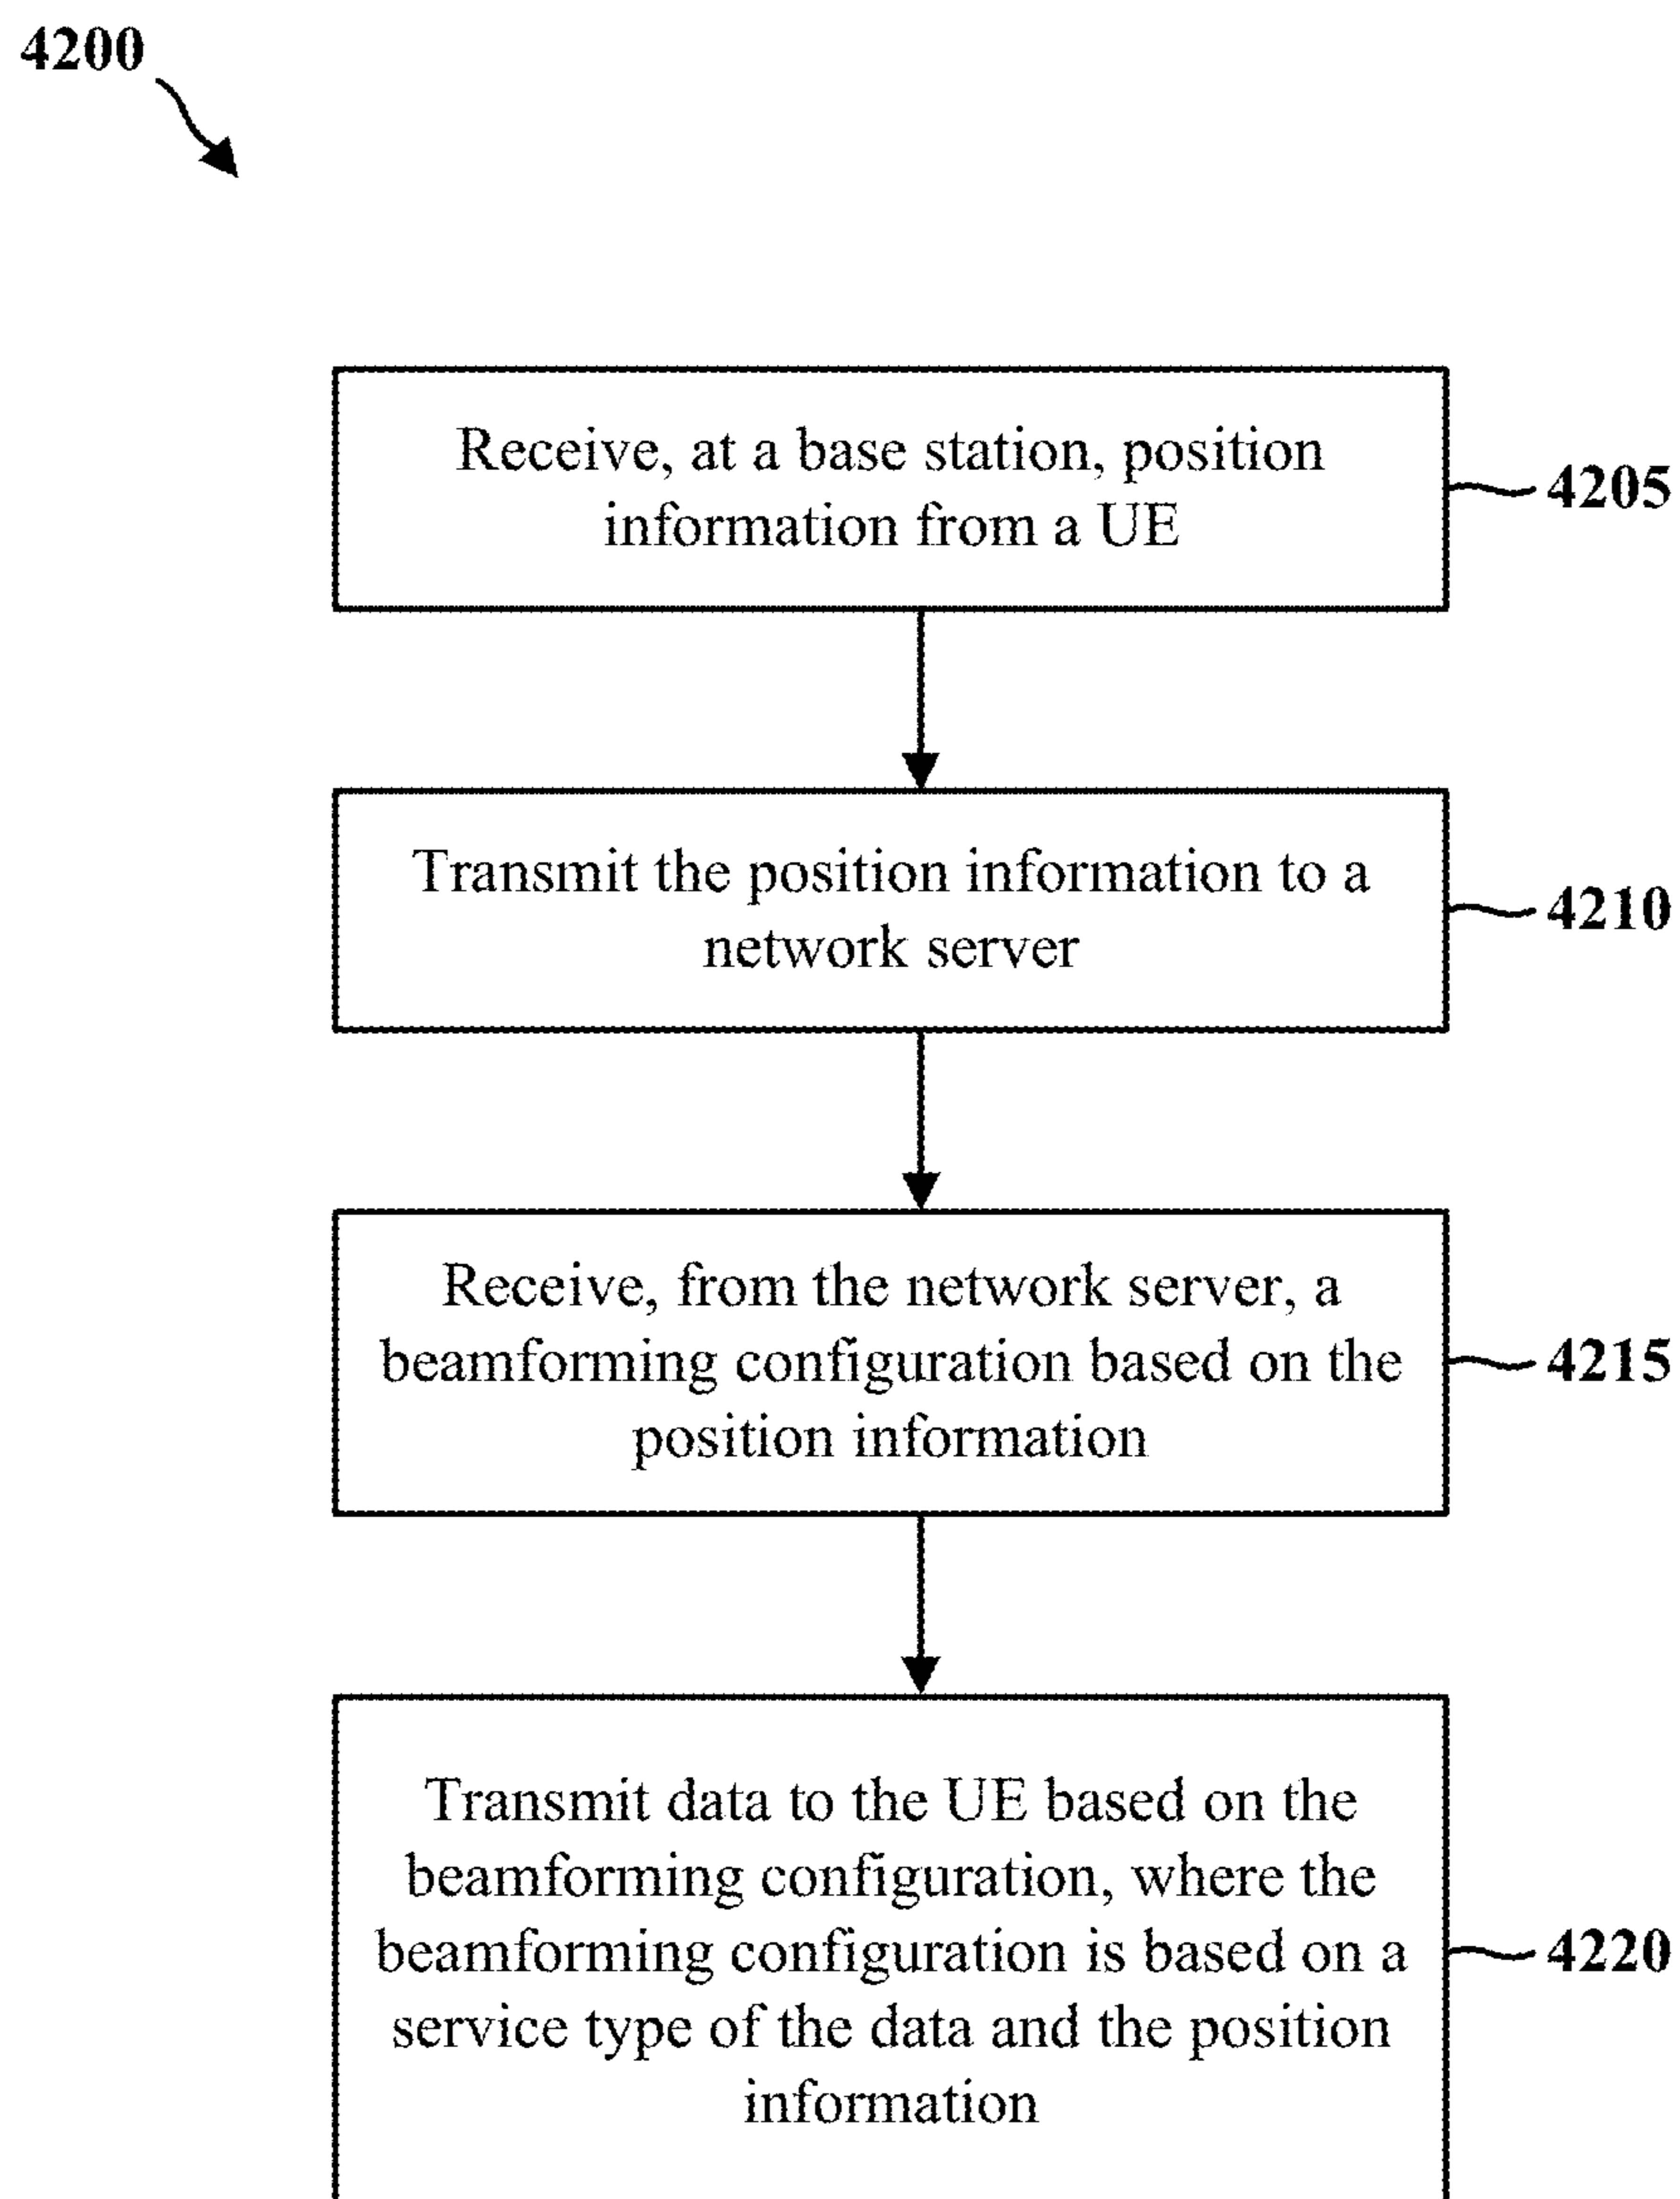 4200
Receive, at a base station, position
information from a UE
4205
Transmit the position information to a
network server
4210
Receive, from the network server, a
beamforming configuration based on the
position information
4215
Transmit data to the UE based on the
beamforming configuration, where the
beamforming configuration is based on a
service type of the data and the position
information
4220